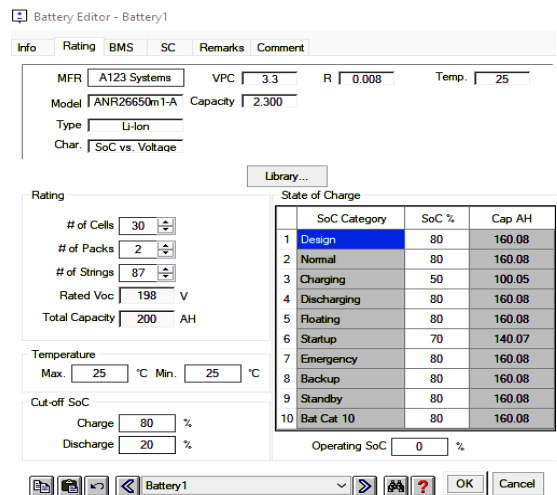 Battery Editor - Battery1
Info Rating BMS SC Remarks Comment
MFR A123 Systems VPC 3.3 R 0.008 Temp. 25
Model ANR26650m1-A Capacity 2.300
Type Li-Ion
Char. SoC vs. Voltage
Library...
Rating
# of Cells 30
# of Packs 2
# of Strings 87
Rated Voc 198 V
Total Capacity 200 AH
Temperature
Max. 25 °C Min. 25 °C
Cut-off SoC
Charge 80 %
Discharge 20 %
State of Charge
SoC Category SoC % Cap AH
1 Design 80 160.08
2 Normal 80 160.08
3 Charging 50 100.05
4 Discharging 80 160.08
5 Floating 80 160.08
6 Startup 70 140.07
7 Emergency 80 160.08
8 Backup 80 160.08
9 Standby 80 160.08
10 Bat Cat 10 80 160.08
Operating SoC 0 %
Battery1 ? OK Cancel